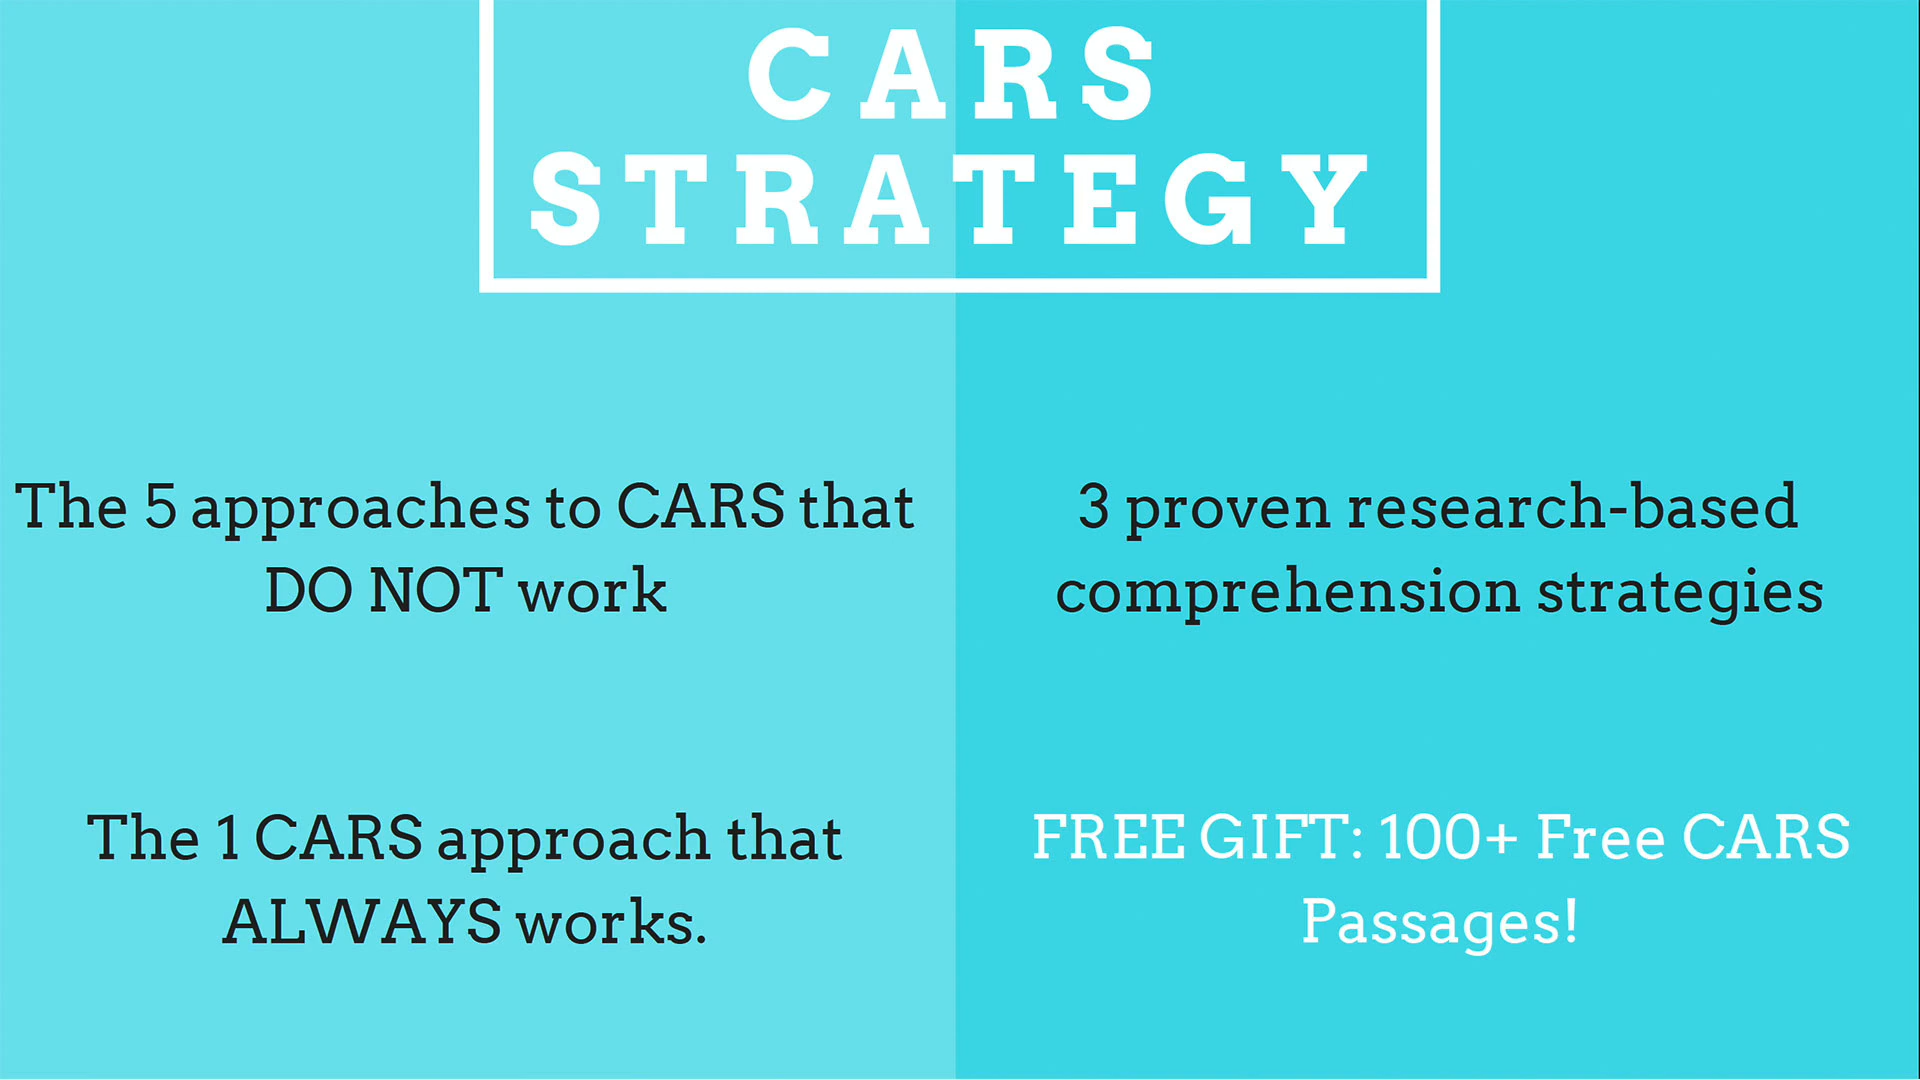 CARS
STRATEGY
The 5 approaches to CARS that
DO NOT work
The 1 CARS approach that
ALWAYS works.
3 proven research-based
comprehension strategies
FREE GIFT: 100+ Free CARS
Passages!